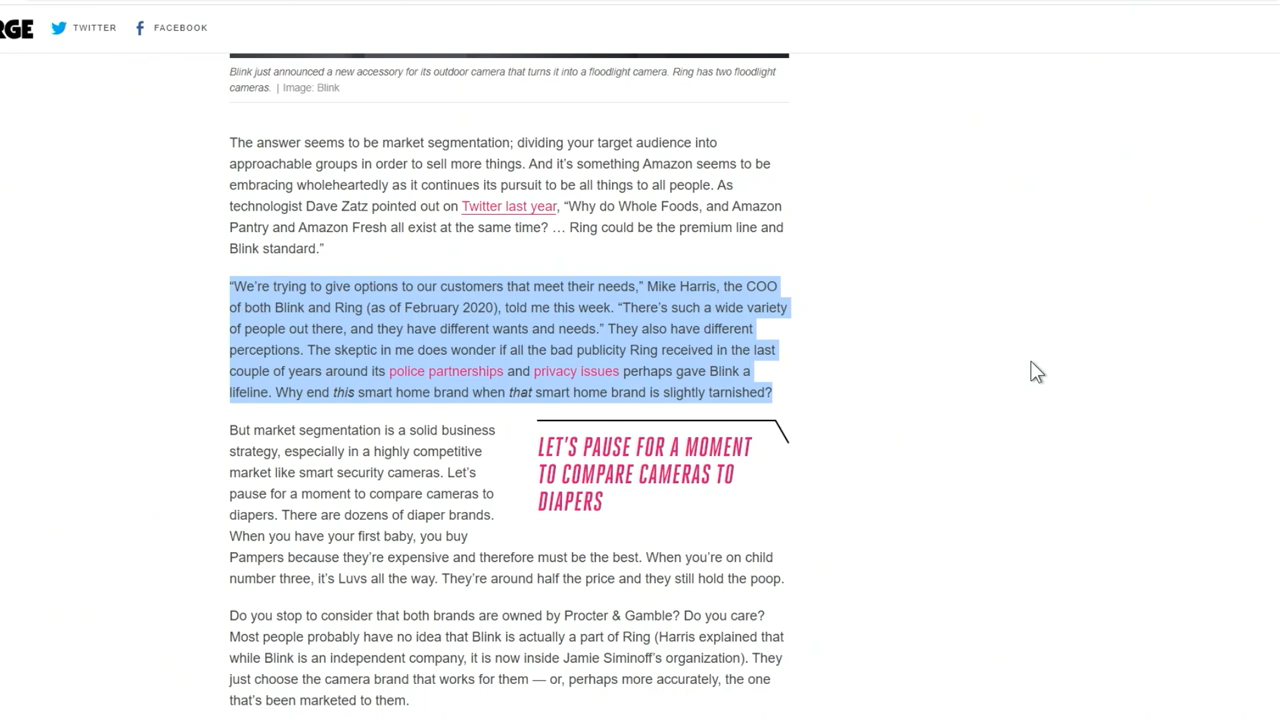 RGE TWITTER FACEBOOK
Blink just announced a new accessory for its outdoor camera that turns it into a floodlight camera. Ring has two floodlight
cameras. | Image: Blink
The answer seems to be market segmentation; dividing your target audience into
approachable groups in order to sell more things. And it’s something Amazon seems to be
embracing wholeheartedly as it continues its pursuit to be all things to all people. As
technologist Dave Zatz pointed out on Twitter last year, “Why do Whole Foods, and Amazon
Pantry and Amazon Fresh all exist at the same time? … Ring could be the premium line and
Blink standard.”
“We’re trying to give options to our customers that meet their needs,” Mike Harris, the COO
of both Blink and Ring (as of February 2020), told me this week. “There’s such a wide variety
of people out there, and they have different wants and needs.” They also have different
perceptions. The skeptic in me does wonder if all the bad publicity Ring received in the last
couple of years around its police partnerships and privacy issues perhaps gave Blink a
lifeline. Why end this smart home brand when that smart home brand is slightly tarnished?
But market segmentation is a solid business
strategy, especially in a highly competitive
market like smart security cameras. Let’s
pause for a moment to compare cameras to
diapers. There are dozens of diaper brands.
When you have your first baby, you buy
LET’S PAUSE FOR A MOMENT
TO COMPARE CAMERAS TO
DIAPERS
Pampers because they’re expensive and therefore must be the best. When you’re on child
number three, it’s Luvs all the way. They’re around half the price and they still hold the poop.
Do you stop to consider that both brands are owned by Procter & Gamble? Do you care?
Most people probably have no idea that Blink is actually a part of Ring (Harris explained that
while Blink is an independent company, it is now inside Jamie Siminoff’s organization). They
just choose the camera brand that works for them — or, perhaps more accurately, the one
that’s been marketed to them.